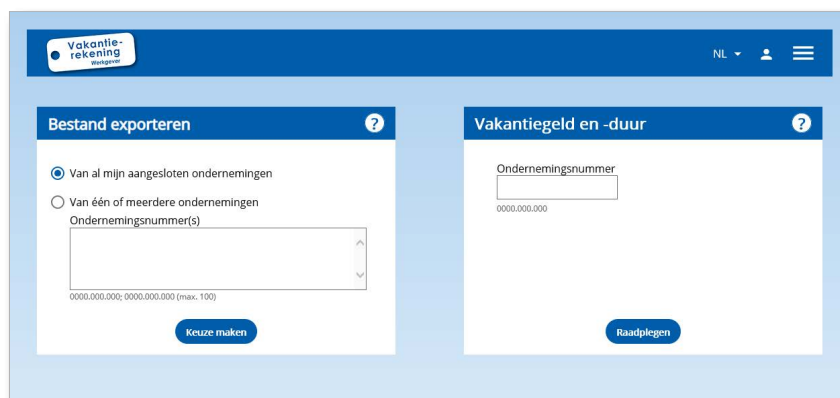 Vakantie-
rekening
Werkgever
NL
Bestand exporteren
?
Van al mijn aangesloten ondernemingen
Van één of meerdere ondernemingen
Ondernemingsnummer(s)
0000.000.000; 0000.000.000 (max. 100)
Keuze maken
Vakantiegeld en -duur
?
Ondernemingsnummer
0000.000.000
Raadplegen